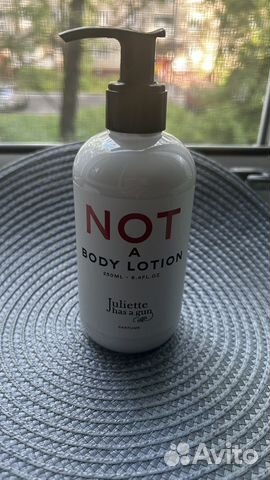 NOT
A
BODY LOTION
250ML - 8.4FL.OZ
Juliette
has a gun
PARFUMS
Avito